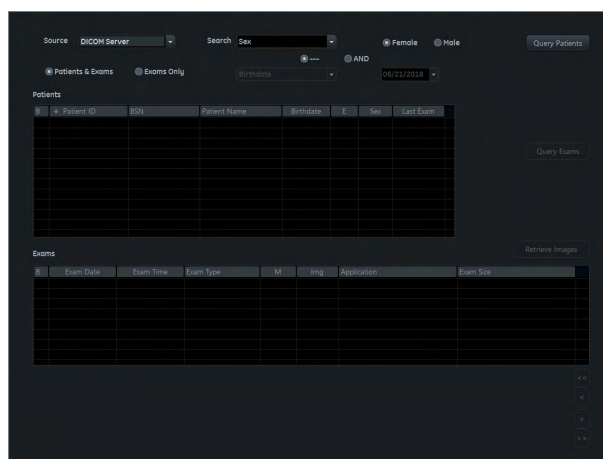 Source DICOM Server Search Sex Female Male Query Patients
--- AND
Patients & Exams Exams Only Birthdate 06/21/2018
Patients
B Patient ID BSN Patient Name Birthdate E Sex Last Exam
Query Exams
Retrieve Images
Exams
B Exam Date Exam Time Exam Type M Img Application Exam Size
<<
<
>
>>